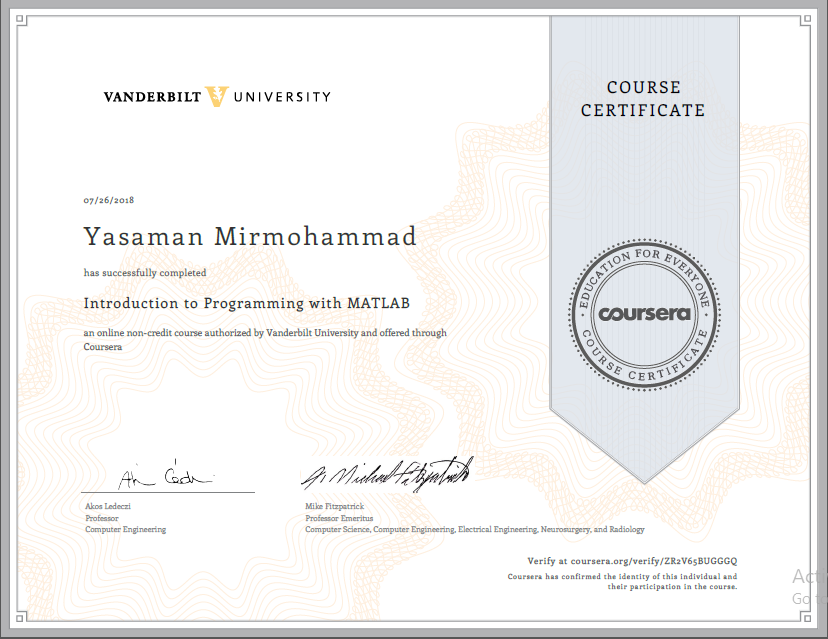 VANDERBILT UNIVERSITY
COURSE
CERTIFICATE
07/26/2018
Yasaman Mirmohammad
has successfully completed
Introduction to Programming with MATLAB
an online non-credit course authorized by Vanderbilt University and offered through
Coursera
EDUCATION FOR EVERYONE
coursera
COURSE CERTIFICATE
Akos Ledeczi
Professor
Computer Engineering
Mike Fitzpatrick
Professor Emeritus
Computer Science, Computer Engineering, Electrical Engineering, Neurosurgery, and Radiology
Verify at coursera.org/verify/ZR2V65BUGGGQ
Coursera has confirmed the identity of this individual and
their participation in the course.
Go to